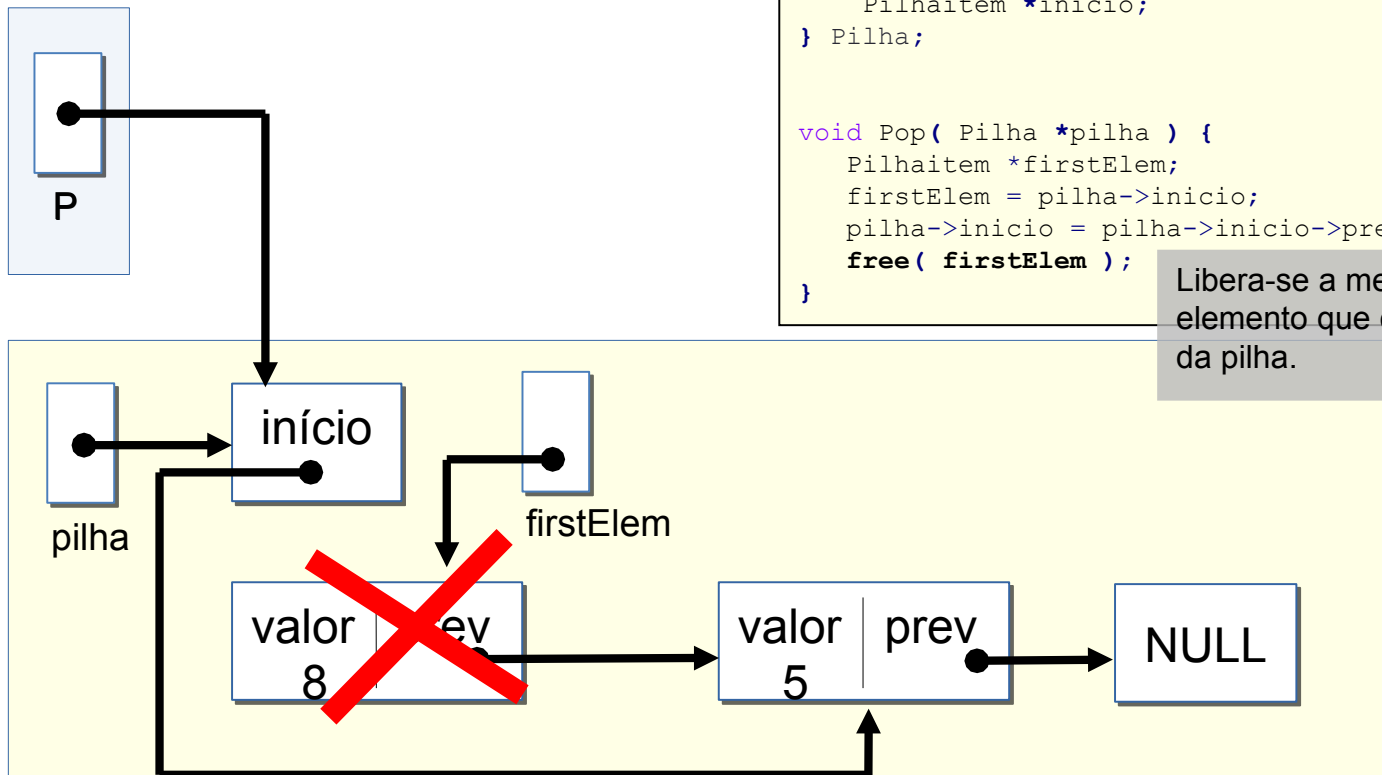 Pilhaitem *inicio;
} Pilha;
void Pop( Pilha *pilha ) {
Pilhaitem *firstElem;
firstElem = pilha->inicio;
pilha->inicio = pilha->inicio->pre
free( firstElem );
}
Libera-se a me
elemento que
da pilha.
P
início
pilha
firstElem
valor
8
valor
5
prev
NULL